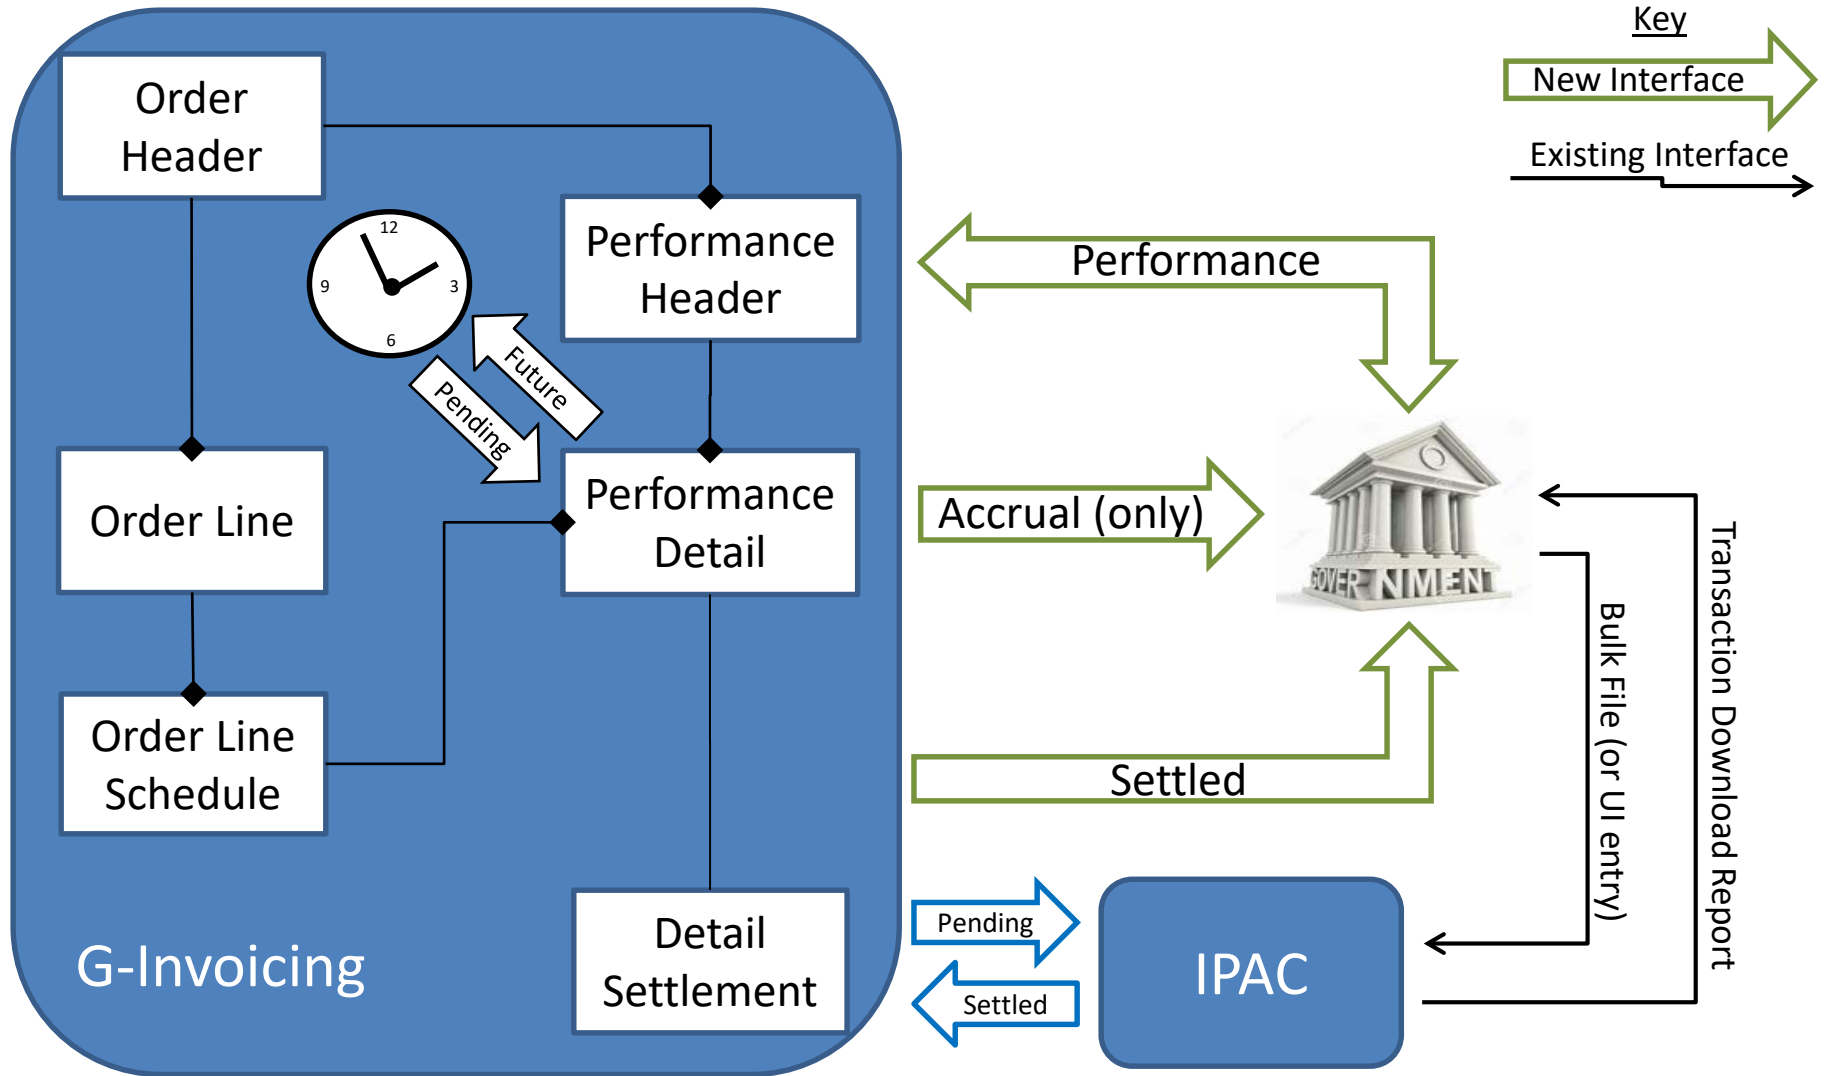 Key
New Interface
Existing Interface
Order
Header
12
9
3
6
Performance
Header
Performance
Future
Pending
Order Line
Performance
Detail
Accrual (only)
GOVERNMENT
Transaction Download Report
Bulk File (or UI entry)
Order Line
Schedule
Settled
Detail
Settlement
Pending
Settled
IPAC
G-Invoicing